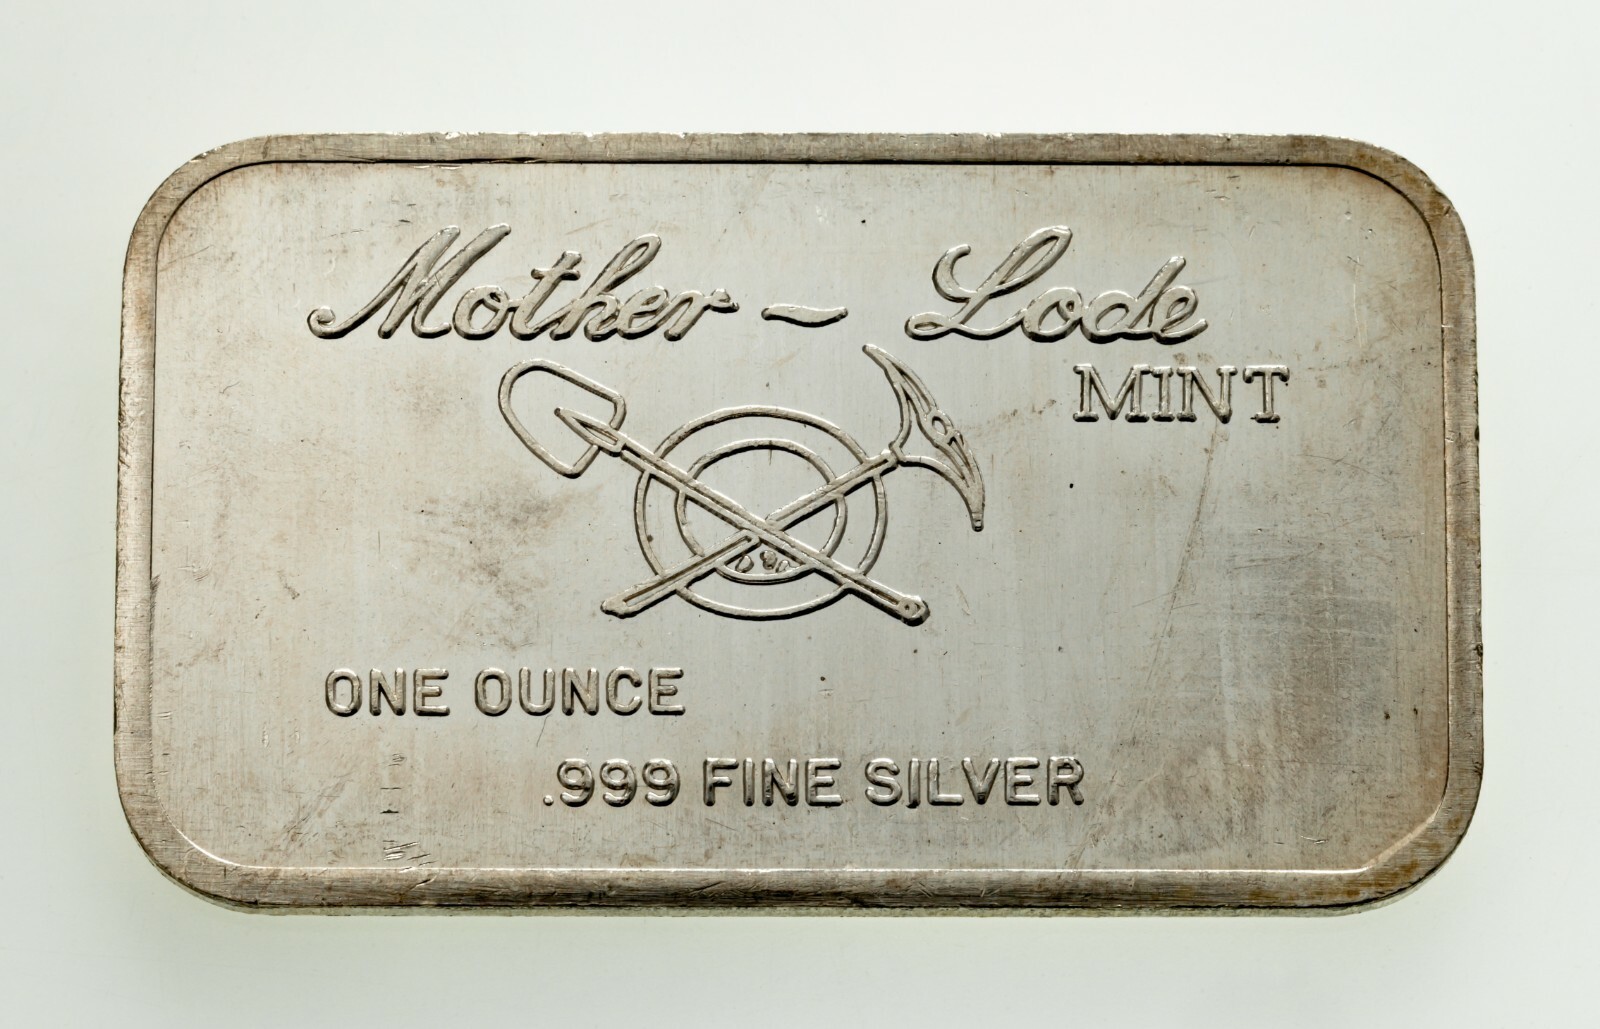 Mother - Lode
MINT
ONE OUNCE
.999 FINE SILVER